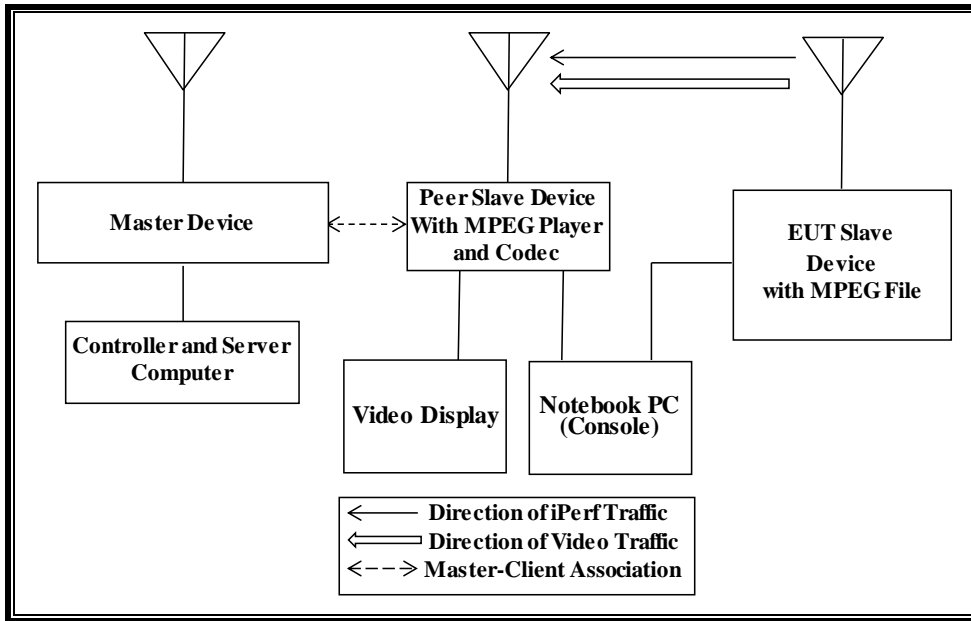 Master Device
Peer Slave Device
With MPEG Player
and Codec
EUT Slave
Device
with MPEG File
Controller and Server
Computer
Video Display
Notebook PC
(Console)
Direction of iPerf Traffic
Direction of Video Traffic
Master-Client Association